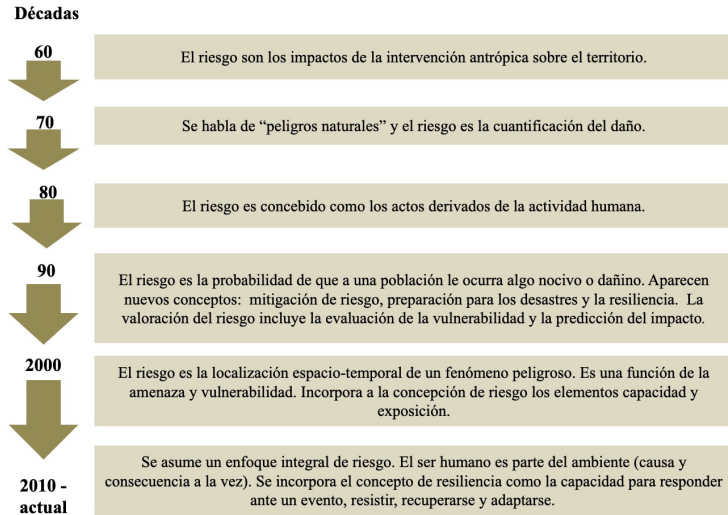 Décadas
60
El riesgo son los impactos de la intervención antrópica sobre el territorio.
70
Se habla de “peligros naturales” y el riesgo es la cuantificación del daño.
80
El riesgo es concebido como los actos derivados de la actividad humana.
90
El riesgo es la probabilidad de que a una población le ocurra algo nocivo o dañino. Aparecen
nuevos conceptos: mitigación de riesgo, preparación para los desastres y la resiliencia. La
valoración del riesgo incluye la evaluación de la vulnerabilidad y la predicción del impacto.
2000
El riesgo es la localización espacio-temporal de un fenómeno peligroso. Es una función de la
amenaza y vulnerabilidad. Incorpora a la concepción de riesgo los elementos capacidad y
exposición.
2010 -
actual
Se asume un enfoque integral de riesgo. El ser humano es parte del ambiente (causa y
consecuencia a la vez). Se incorpora el concepto de resiliencia como la capacidad para responder
ante un evento, resistir, recuperarse y adaptarse.